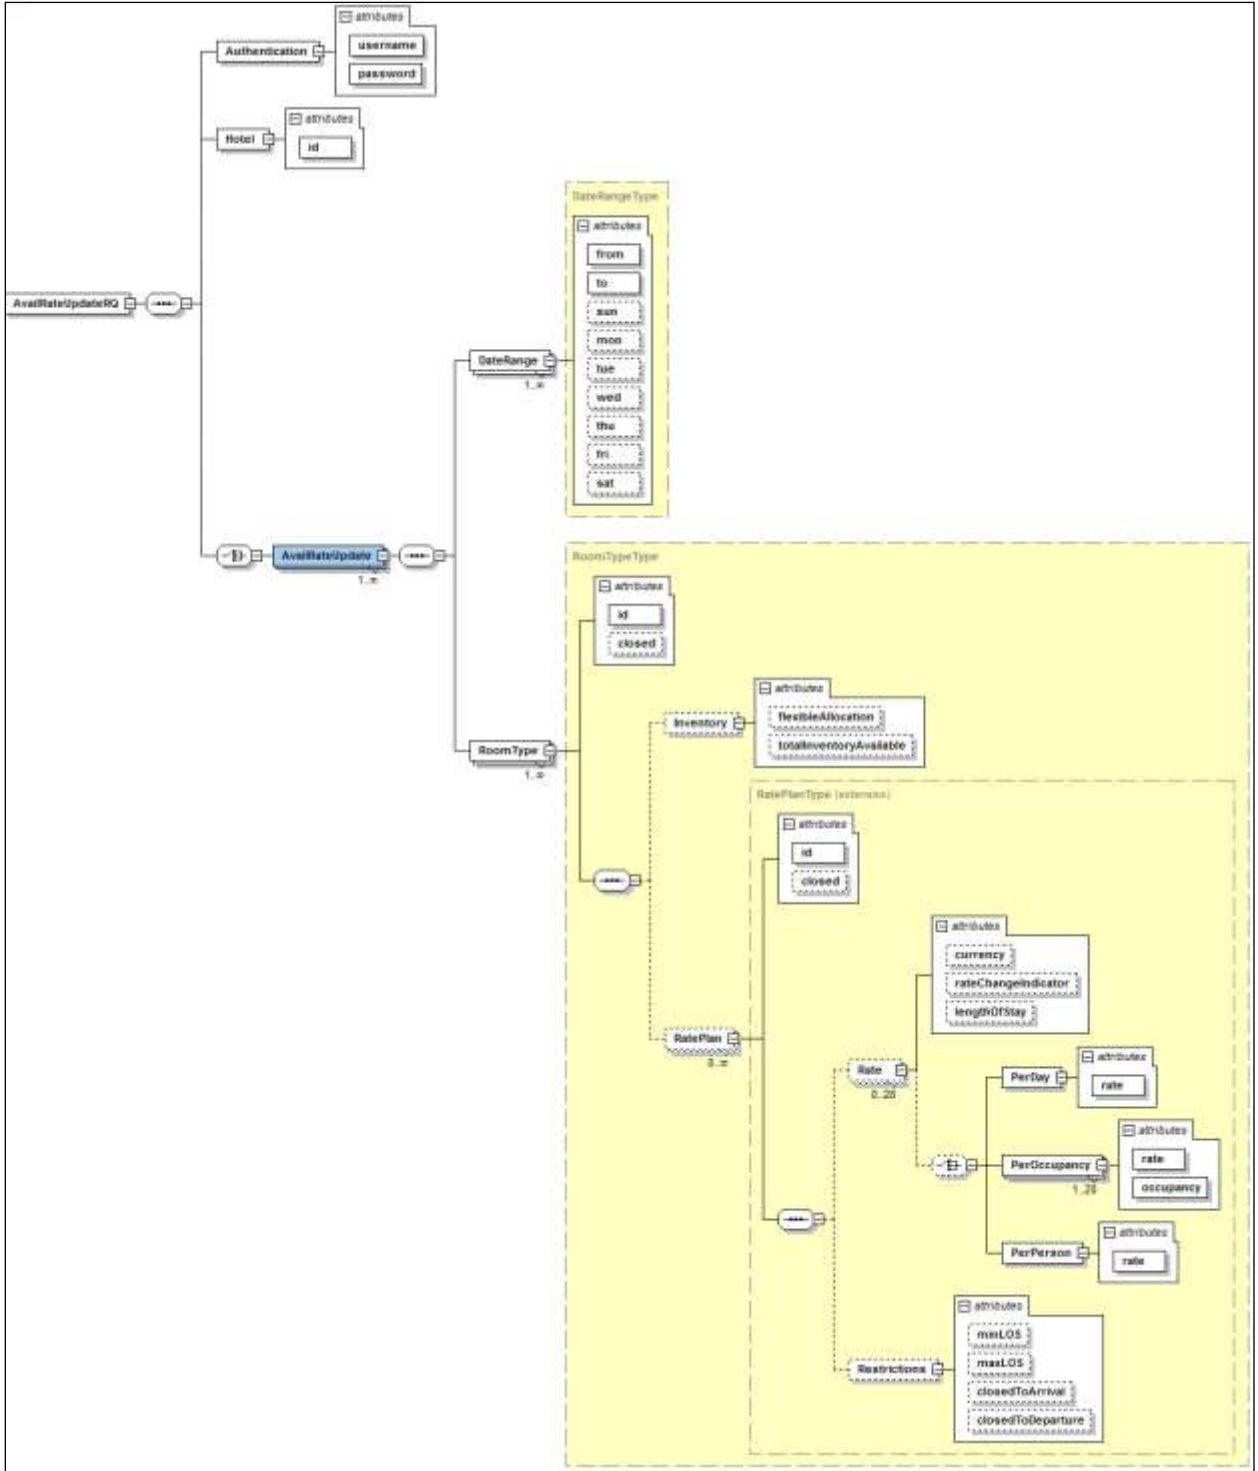 attributes
Authentication
username
password
attributes
Hotel
id
DateRangeType
attributes
from
to
AvailRateUpdateRQ
sun
mon
DateRange
tue
1..∞
wed
thu
fri
sat
AvailRateUpdate
1..∞
RoomTypeType
attributes
id
closed
attributes
Inventory
flexibleAllocation
totalInventoryAvailable
RoomType
1..∞
RatePlanType (extension)
attributes
id
closed
attributes
currency
rateChangeIndicator
lengthOfStay
RatePlan
0..∞
attributes
Rate
PerDay
rate
0..28
attributes
rate
PerOccupancy
occupancy
1..20
attributes
PerPerson
rate
attributes
minLOS
maxLOS
Restrictions
closedToArrival
closedToDeparture